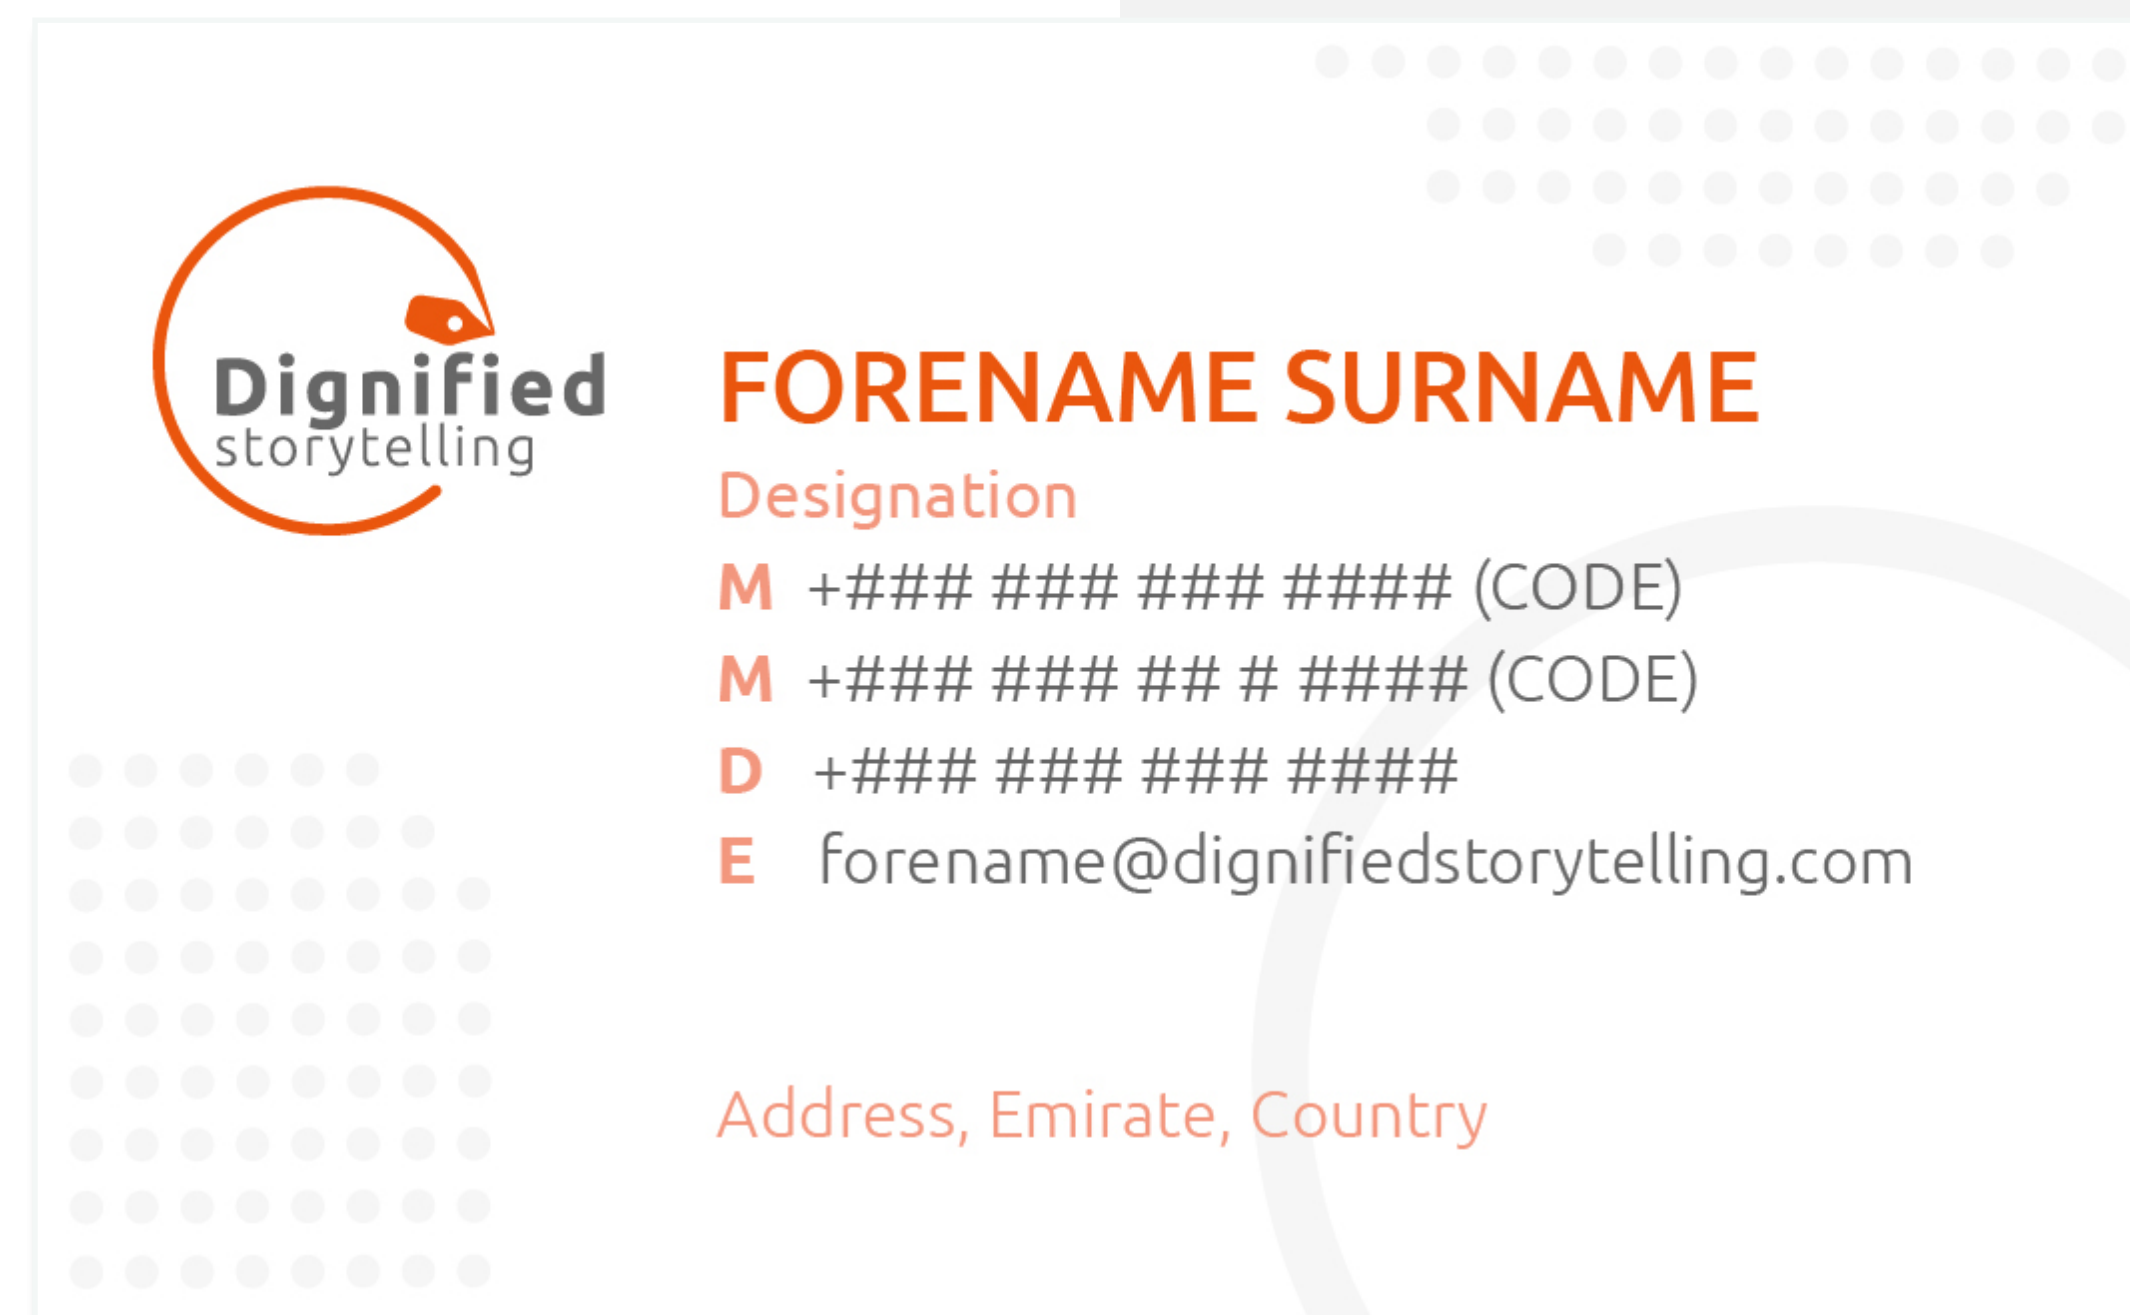 Dignified
storytelling
FORENAME SURNAME
Designation
M +### ### ### #### (CODE)
M +### ### ## # #### (CODE)
D +### ### ### ####
E forename@dignifiedstorytelling.com
Address, Emirate, Country